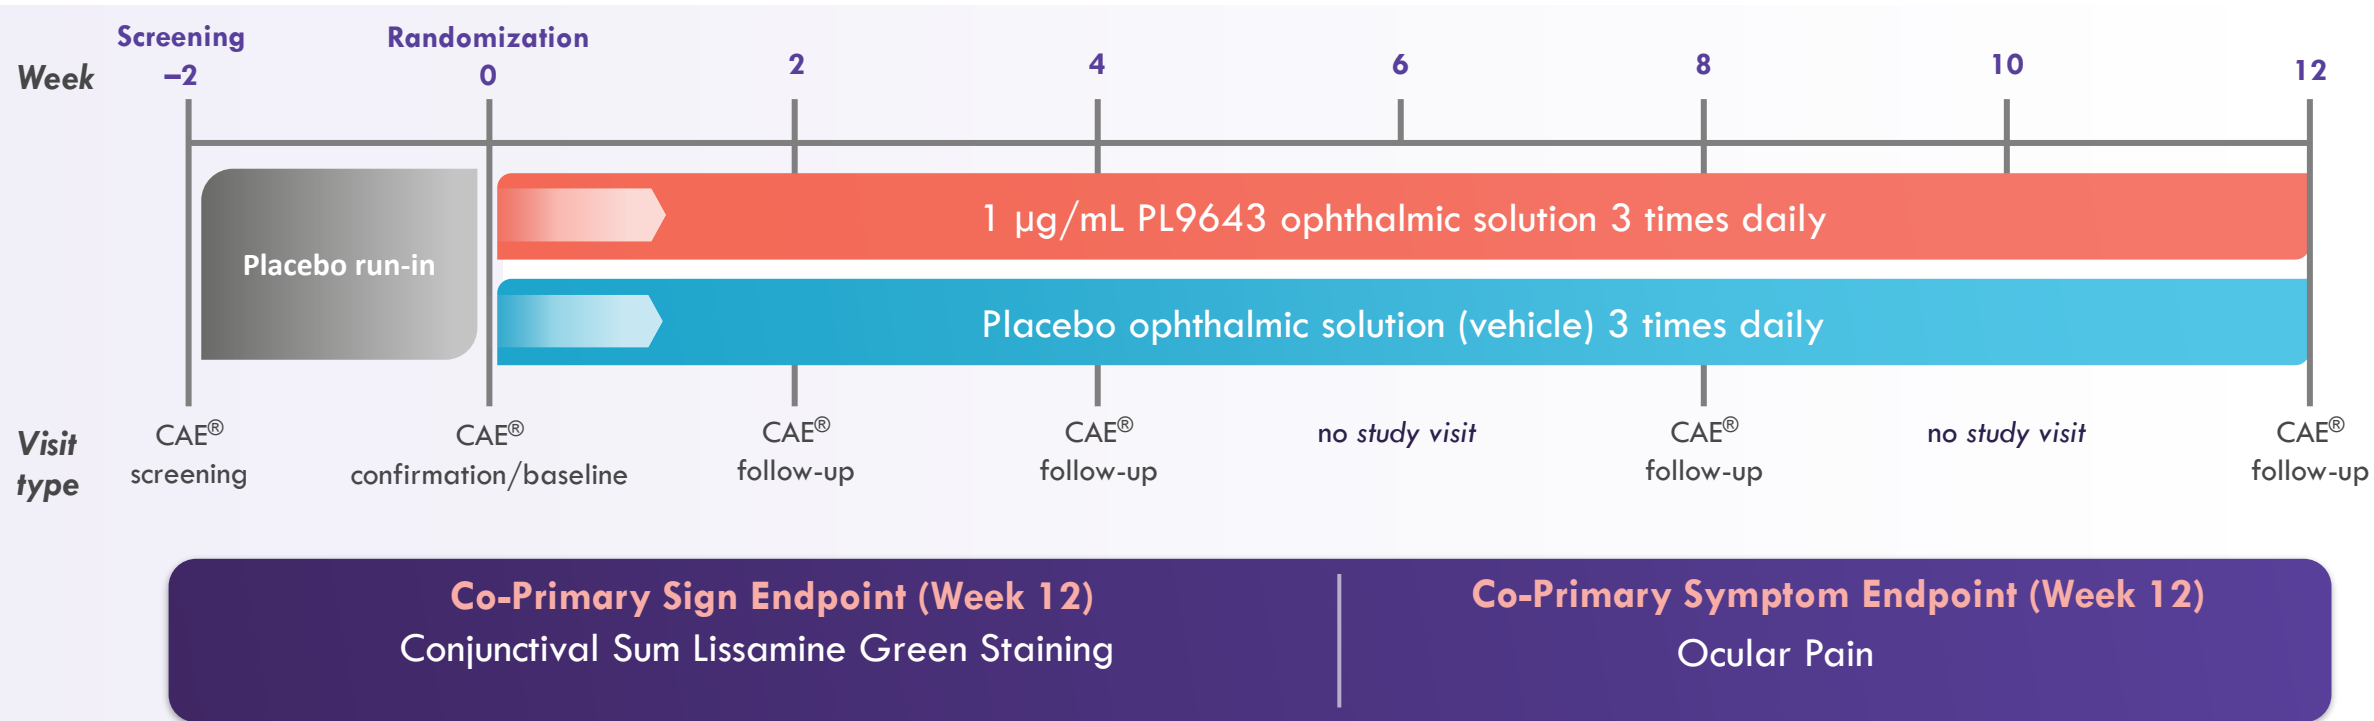 Screening
Randomization
Week
–2
0
2
4
6
8
10
12
Placebo run-in
1 μg/mL PL9643 ophthalmic solution 3 times daily
Placebo ophthalmic solution (vehicle) 3 times daily
Visit
type
CAE®
screening
CAE®
confirmation/baseline
CAE®
follow-up
CAE®
follow-up
no study visit
CAE®
follow-up
no study visit
CAE®
follow-up
Co-Primary Sign Endpoint (Week 12)
Conjunctival Sum Lissamine Green Staining
Co-Primary Symptom Endpoint (Week 12)
Ocular Pain